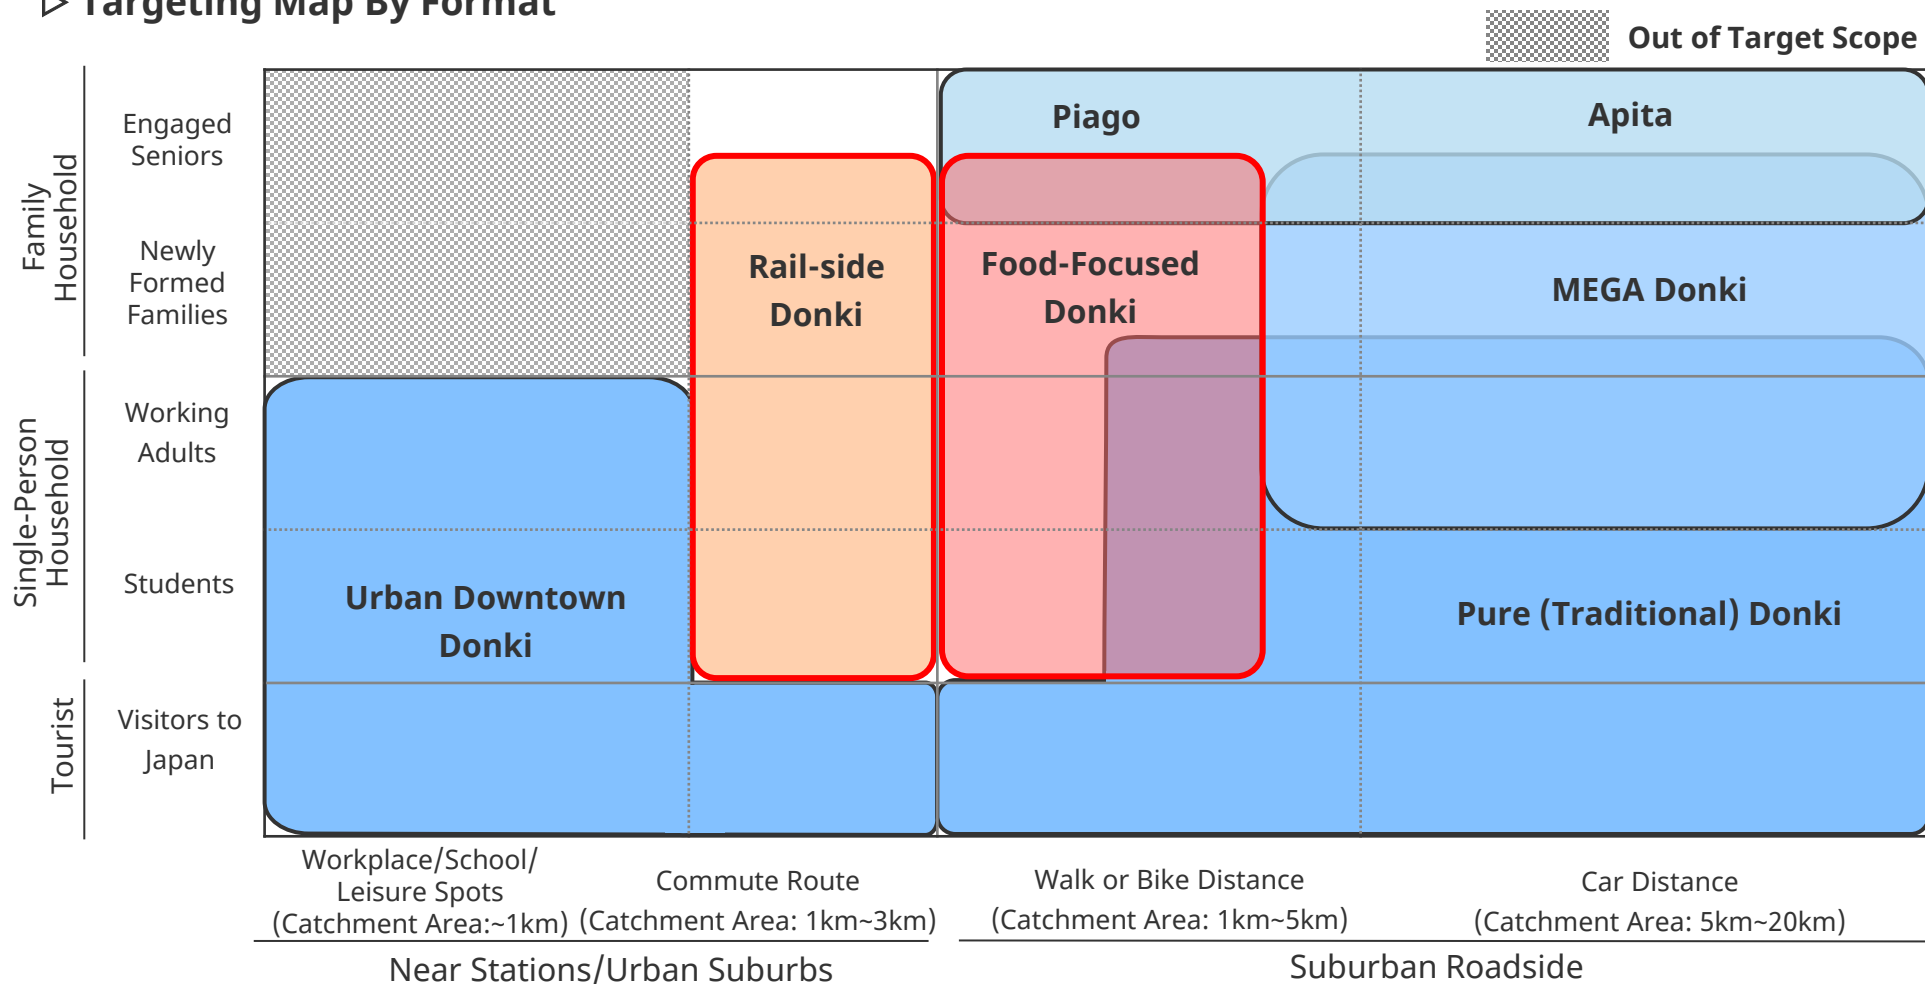 Targeting Map By Format
Out of Target Scope
Family
Household
Engaged
Seniors
Newly
Formed
Families
Single-Person
Household
Working
Adults
Students
Tourist
Visitors to
Japan
Piago
Apita
Rail-side
Donki
Food-Focused
Donki
MEGA Donki
Urban Downtown
Donki
Pure (Traditional) Donki
Workplace/School/
Leisure Spots
(Catchment Area:~1km)
Commute Route
(Catchment Area: 1km~3km)
Walk or Bike Distance
(Catchment Area: 1km~5km)
Car Distance
(Catchment Area: 5km~20km)
Near Stations/Urban Suburbs
Suburban Roadside